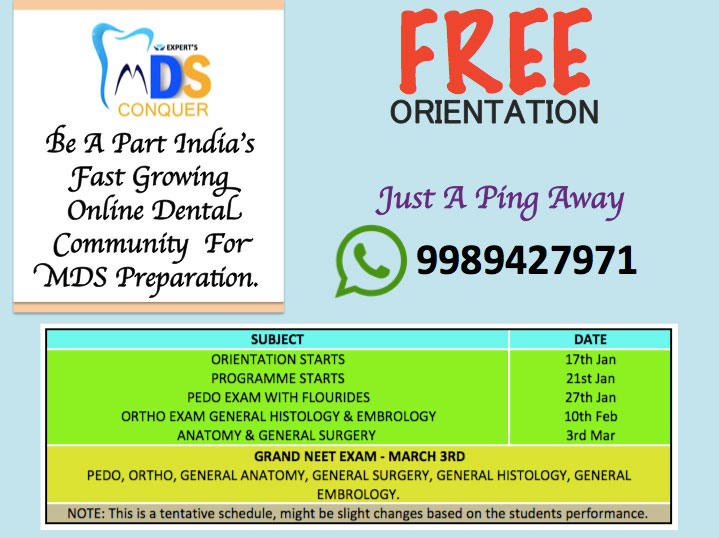 EXPERT'S
MDS
CONQUER
Be A Part India's
Fast Growing
Online Dental
Community For
MDS Preparation.
FREE
ORIENTATION
Just A Ping Away
9989427971
SUBJECT DATE
ORIENTATION STARTS 17th Jan
PROGRAMME STARTS 21st Jan
PEDO EXAM WITH FLOURIDES 27th Jan
ORTHO EXAM GENERAL HISTOLOGY & EMBROLOGY 10th Feb
ANATOMY & GENERAL SURGERY 3rd Mar
GRAND NEET EXAM - MARCH 3RD
PEDO, ORTHO, GENERAL ANATOMY, GENERAL SURGERY, GENERAL HISTOLOGY, GENERAL
EMBROLOGY.
NOTE: This is a tentative schedule, might be slight changes based on the students performance.